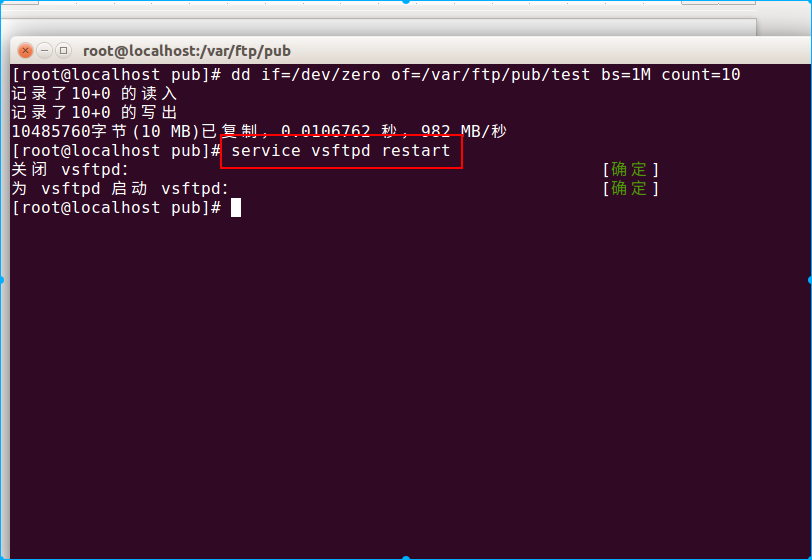 root@localhost:/var/ftp/pub
[root@localhost pub]# dd if=/dev/zero of=/var/ftp/pub/test bs=1M count=10
记录了10+0 的读入
记录了10+0 的写出
10485760字节(10 MB)已复制，0.0106762 秒，982 MB/秒
[root@localhost pub]# service vsftpd restart
关闭 vsftpd： [确定]
为 vsftpd 启动 vsftpd： [确定]
[root@localhost pub]#